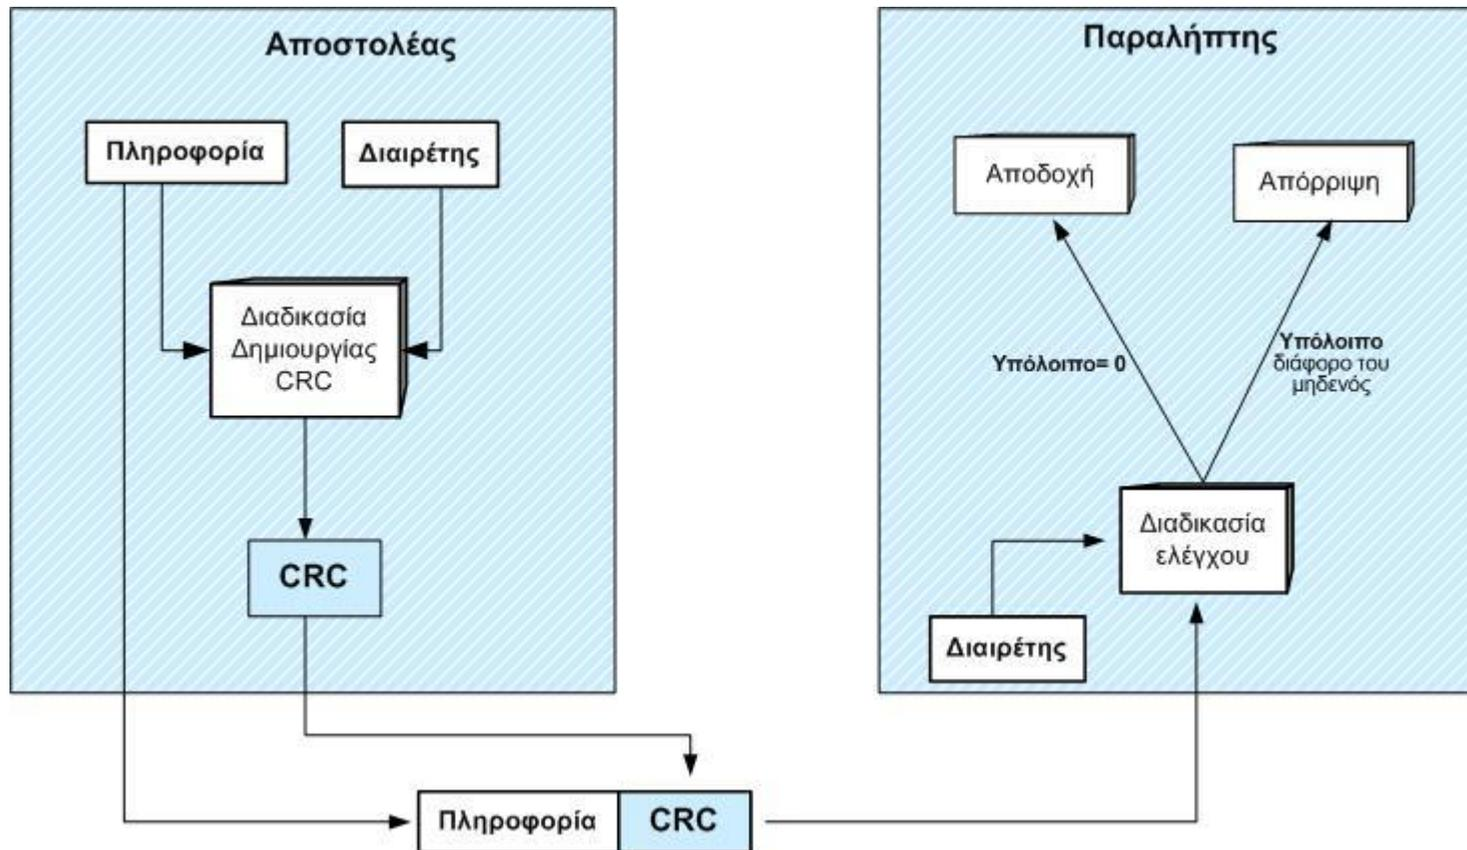 Αποστολέας
Πληροφορία
Διαιρέτης
Διαδικασία
Δημιουργίας
CRC
CRC
Πληροφορία
CRC
Παραλήπτης
Αποδοχή
Απόρριψη
Υπόλοιπο= 0
Υπόλοιπο
διάφορο του
μηδενός
Διαδικασία
ελέγχου
Διαιρέτης